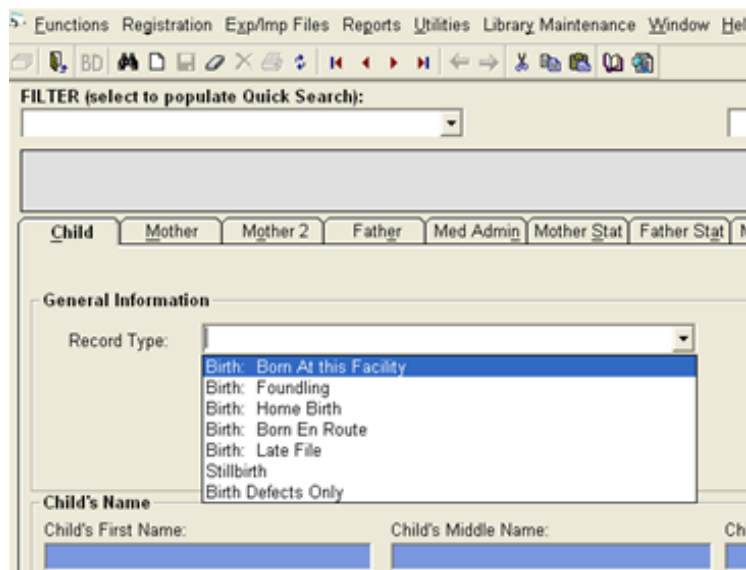 Functions Registration Exp/Imp Files Reports Utilities Library Maintenance Window Hel
BD
FILTER (select to populate Quick Search):
Child Mother Mother 2 Father Med Admin Mother Stat Father Stat
General Information
Record Type:
Birth: Born At this Facility
Birth: Foundling
Birth: Home Birth
Birth: Born En Route
Birth: Late File
Stillbirth
Birth Defects Only
Child's Name
Child's First Name: Child's Middle Name: Ch